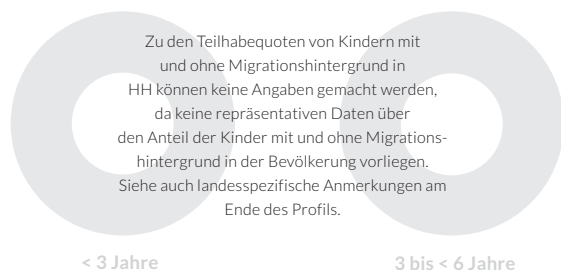 Zu den Teilhabequoten von Kindern mit
und ohne Migrationshintergrund in
HH können keine Angaben gemacht werden,
da keine repräsentativen Daten über
den Anteil der Kinder mit und ohne Migrations-
hintergrund in der Bevölkerung vorliegen.
Siehe auch landesspezifische Anmerkungen am
Ende des Profils.
< 3 Jahre
3 bis < 6 Jahre